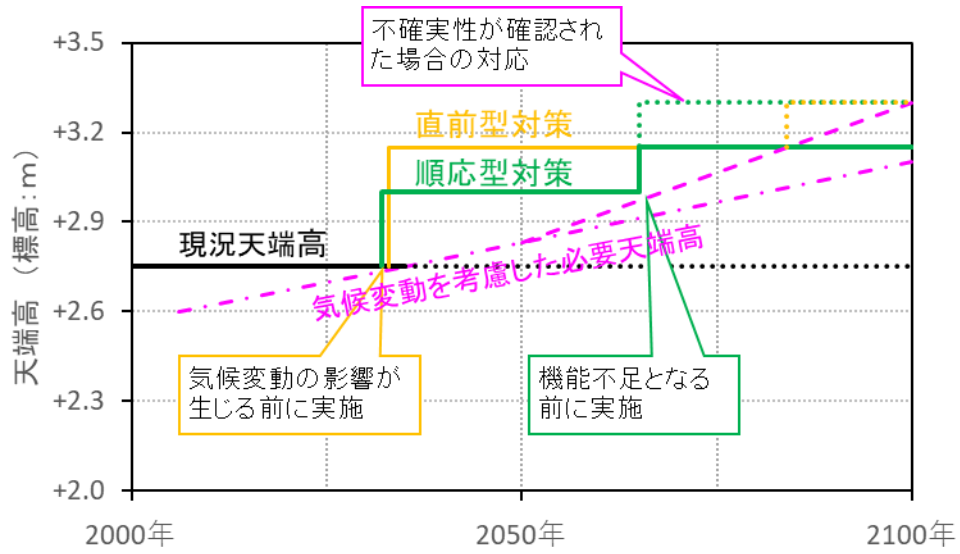 不確実性が確認され
た場合の対応
+3.5
+3.2
+2.9
+2.6
+2.3
+2.0
天端高（標高:m）
直前型対策
順応型対策
現況天端高
気候変動を考慮した必要天端高
気候変動の影響が
生じる前に実施
機能不足となる
前に実施
2000年
2050年
2100年